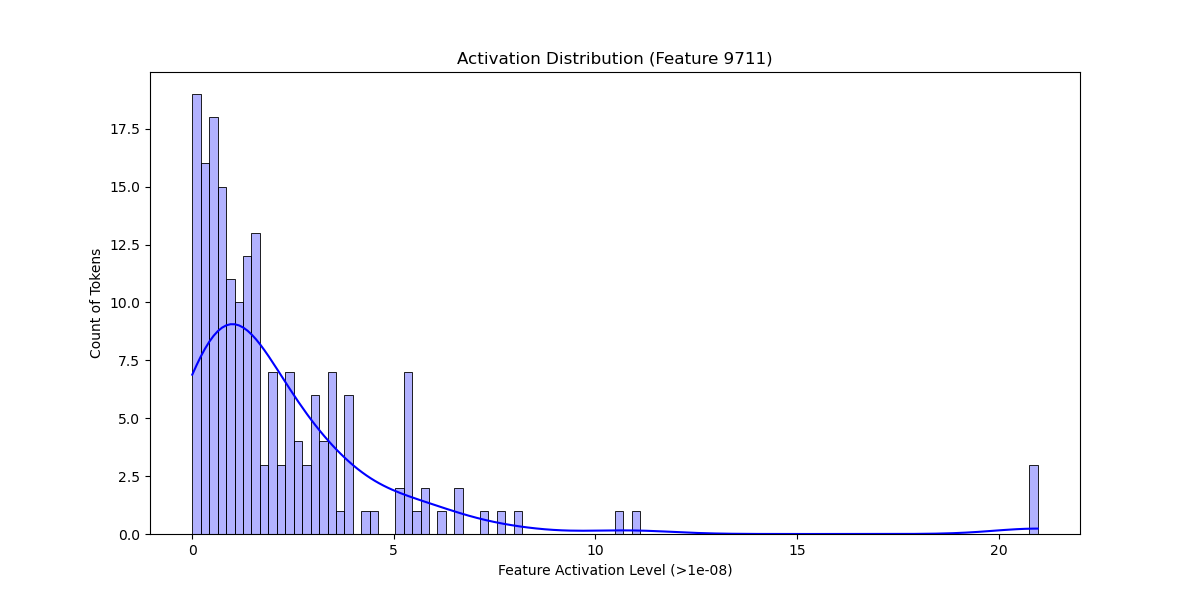 Activation Distribution (Feature 9711)
Count of Tokens
17.5
15.0
12.5
10.0
7.5
5.0
2.5
0.0
0 5 10 15 20
Feature Activation Level (>1e-08)